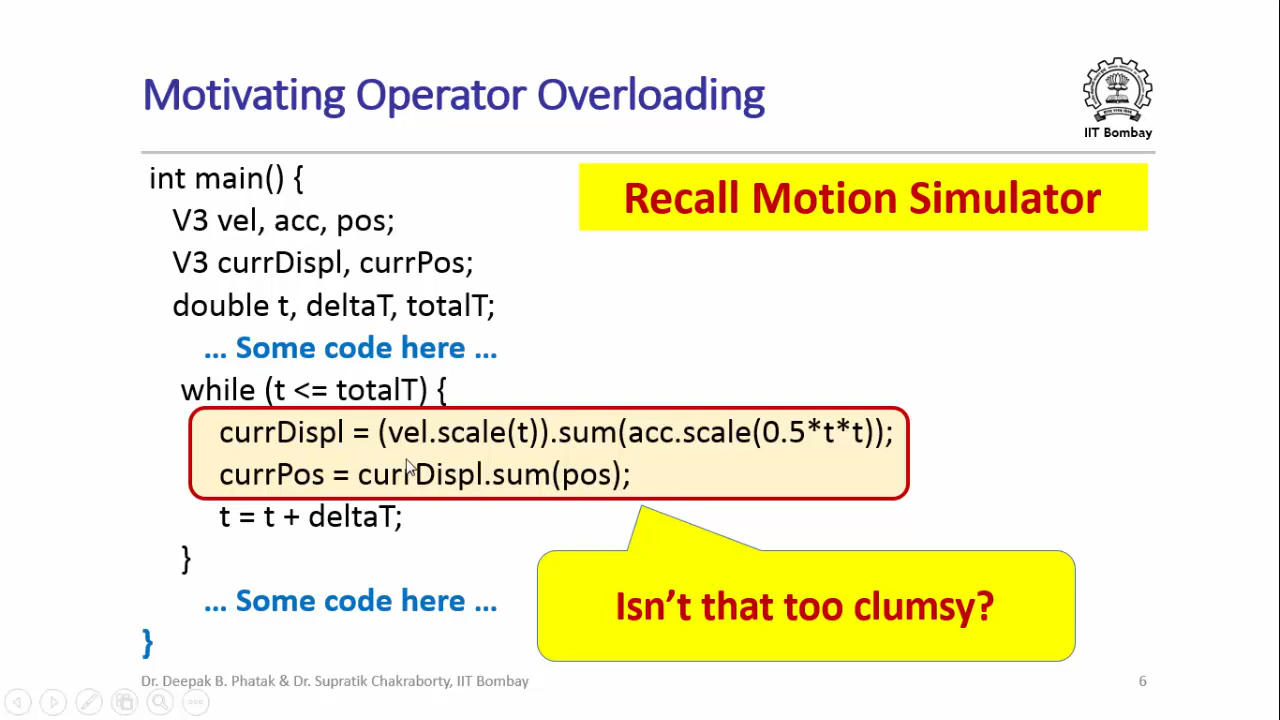 Motivating Operator Overloading
IIT Bombay
int main() {
Recall Motion Simulator
V3 vel, acc, pos;
V3 currDispl, currPos;
double t, deltaT, totalT;
... Some code here ...
while (t <= totalT) {
currDispl = (vel.scale(t)).sum(acc.scale(0.5*t*t));
currPos = currDispl.sum(pos);
t = t + deltaT;
}
Isn't that too clumsy?
... Some code here ...
}
Dr. Deepak B. Phatak & Dr. Supratik Chakraborty, IIT Bombay
6